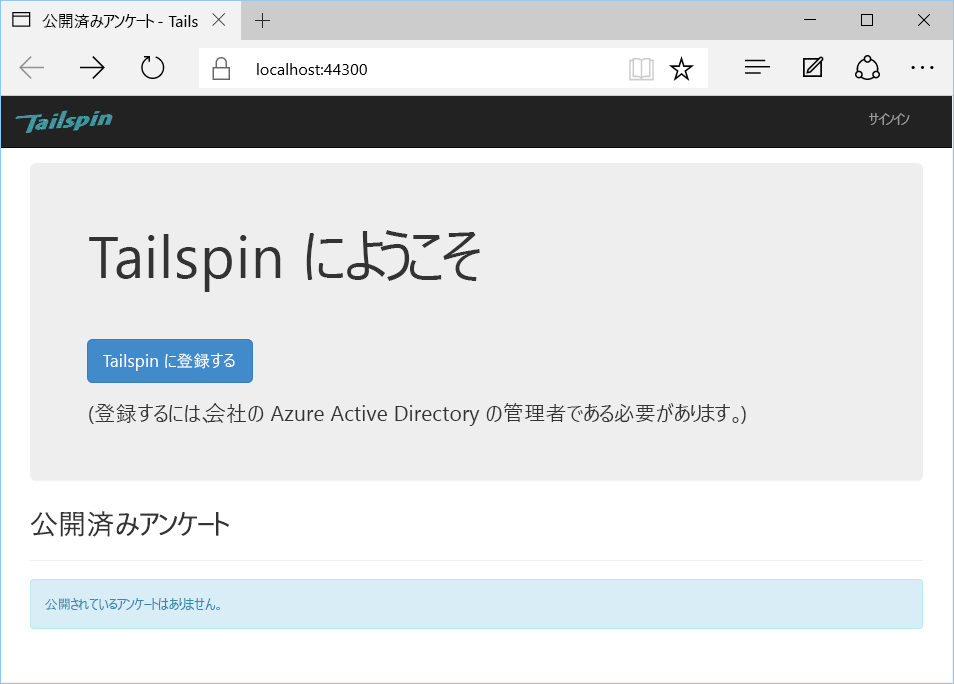 公開済みアンケート - Tails
localhost:44300
Tailspin
サインイン
Tailspin にようこそ
Tailspin に登録する
(登録するには、会社の Azure Active Directory の管理者である必要があります。)
公開済みアンケート
公開されているアンケートはありません。